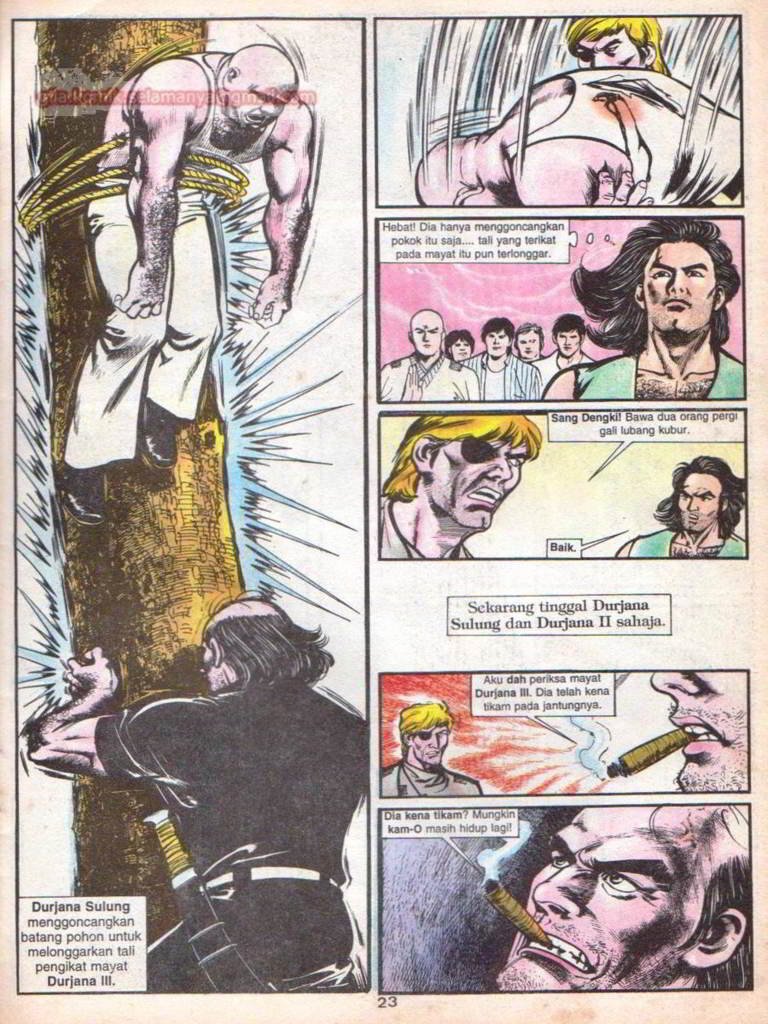 Durjana Sulung
menggoncangkan
batang pohon untuk
melonggarkan tali
pengikat mayat
Durjana III.
Hebat! Dia hanya menggoncangkan
pokok itu saja.... tali yang terikat
pada mayat itu pun terlonggar.
Sang Dengki! Bawa dua orang pergi
gali lubang kubur.
Baik.
Sekarang tinggal Durjana
Sulung dan Durjana II sahaja.
Aku dah periksa mayat
Durjana III. Dia telah kena
tikam pada jantungnya.
Dia kena tikam? Mungkin
kam-O masih hidup lagi!
23